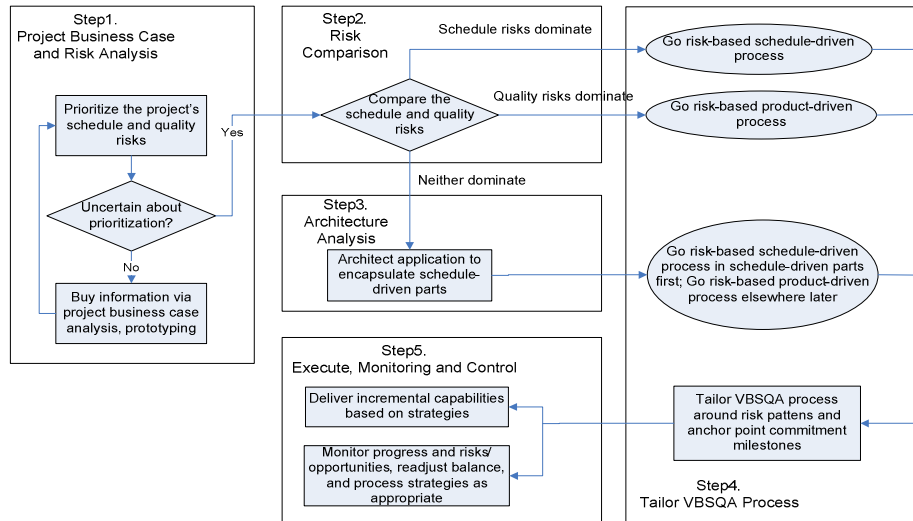 Step1.
Project Business Case
and Risk Analysis
Prioritize the project's
schedule and quality
risks
Uncertain about
prioritization?
Yes
No
Buy information via
project business case
analysis, prototyping
Step2.
Risk
Comparison
Compare the
schedule and quality
risks
Schedule risks dominate
Quality risks dominate
Neither dominate
Step3.
Architecture
Analysis
Architect application to
encapsulate schedule-
driven parts
Go risk-based schedule-driven
process
Go risk-based product-driven
process
Go risk-based schedule-driven
process in schedule-driven parts
first; Go risk-based product-driven
process elsewhere later
Tailor VBSQA process
around risk pattens and
anchor point commitment
milestones
Step4.
Tailor VBSQA Process
Step5.
Execute, Monitoring and Control
Deliver incremental capabilities
based on strategies
Monitor progress and risks/
opportunities, readjust balance,
and process strategies as
appropriate